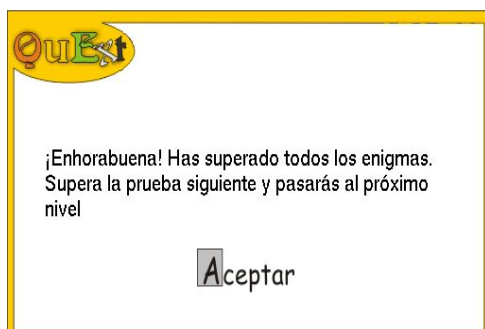 QuExt
¡Enhorabuena! Has superado todos los enigmas.
Supera la prueba siguiente y pasarás al próximo
nivel
Aceptar